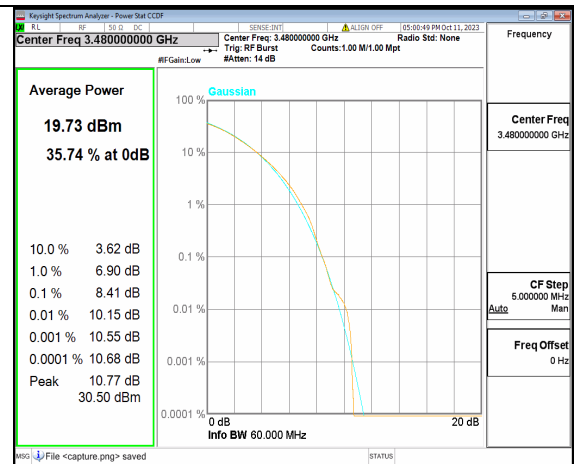 Keysight Spectrum Analyzer - Power Stat CCDF
RL RF 50 Ω DC SENSE:INT ALIGN OFF 05:00:49 PM Oct 11, 2023
Center Freq 3.480000000 GHz
Center Freq: 3.480000000 GHz Radio Std: None
Trig: RF Burst Counts:1.00 M/1.00 Mpt
#IFGain:Low #Atten: 14 dB
Frequency
Average Power
19.73 dBm
35.74 % at 0dB
10.0 % 3.62 dB
1.0 % 6.90 dB
0.1 % 8.41 dB
0.01 % 10.15 dB
0.001 % 10.55 dB
0.0001 % 10.68 dB
Peak 10.77 dB
30.50 dBm
Gaussian
100 %
10 %
1 %
0.1 %
0.01 %
0.001 %
0.0001 %
0 dB 20 dB
Info BW 60.000 MHz
Center Freq
3.480000000 GHz
CF Step
5.000000 MHz
Auto Man
Freq Offset
0 Hz
MSG File <capture.png> saved STATUS